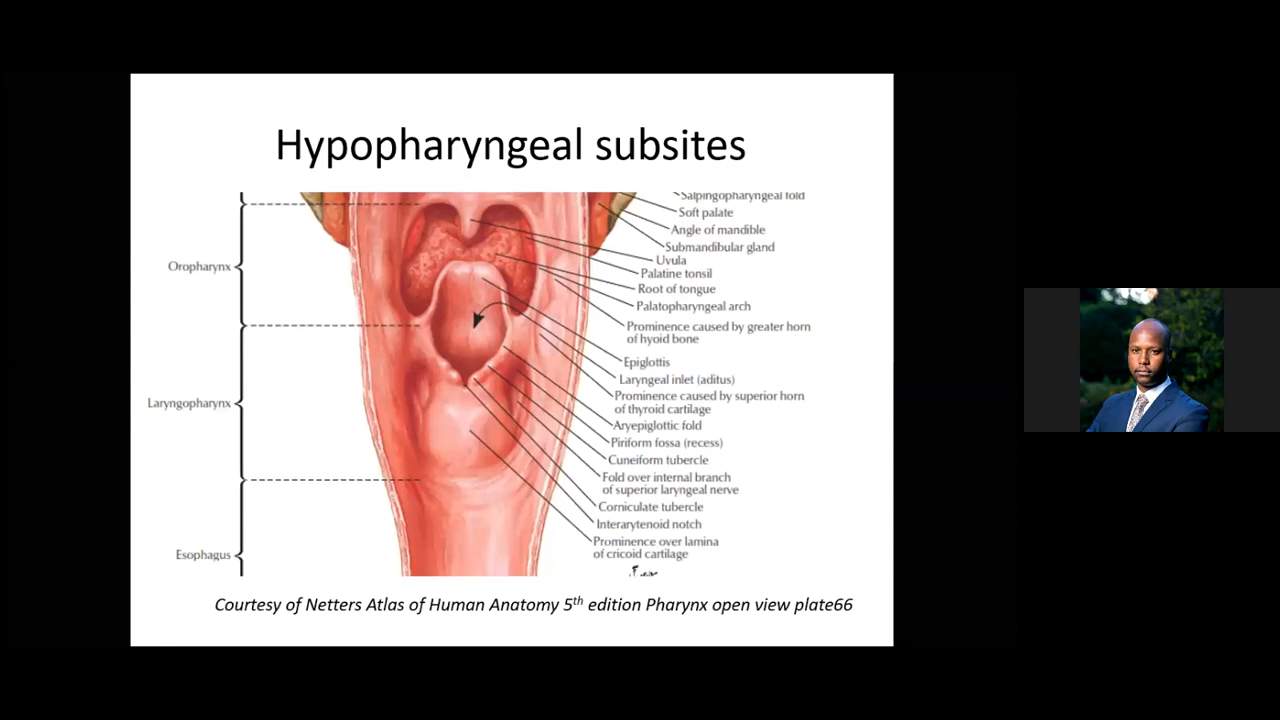 Hypopharyngeal subsites
Salpingopharyngeal fold
Soft palate
Angle of mandible
Submandibular gland
Uvula
Palatine tonsil
Root of tongue
Palatopharyngeal arch
Prominence caused by greater horn
of hyoid bone
Epiglottis
Laryngeal inlet (aditus)
Prominence caused by superior horn
of thyroid cartilage
Aryepiglottic fold
Piriform fossa (recess)
Cuneiform tubercle
Fold over internal branch
of superior laryngeal nerve
Corniculate tubercle
Interarytenoid notch
Prominence over lamina
of cricoid cartilage
Oropharynx
Laryngopharynx
Esophagus
Courtesy of Netters Atlas of Human Anatomy 5th edition Pharynx open view plate66